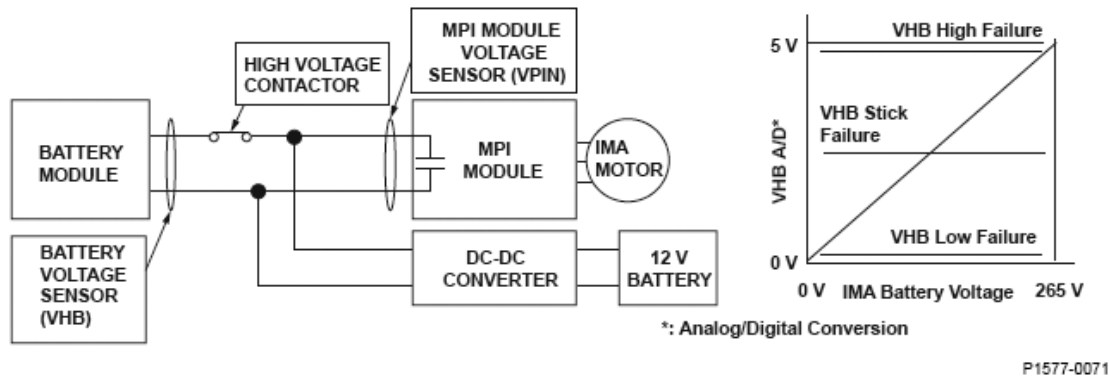 MPI MODULE
VOLTAGE
SENSOR (VPIN)
HIGH VOLTAGE
CONTACTOR
BATTERY
MODULE
MPI
MODULE
IMA
MOTOR
BATTERY
VOLTAGE
SENSOR
(VHB)
DC-DC
CONVERTER
12 V
BATTERY
VHB High Failure
5 V
VHB Stick
Failure
VHB A/D*
VHB Low Failure
0 V
0 V
IMA Battery Voltage
265 V
*: Analog/Digital Conversion
P1577-0071